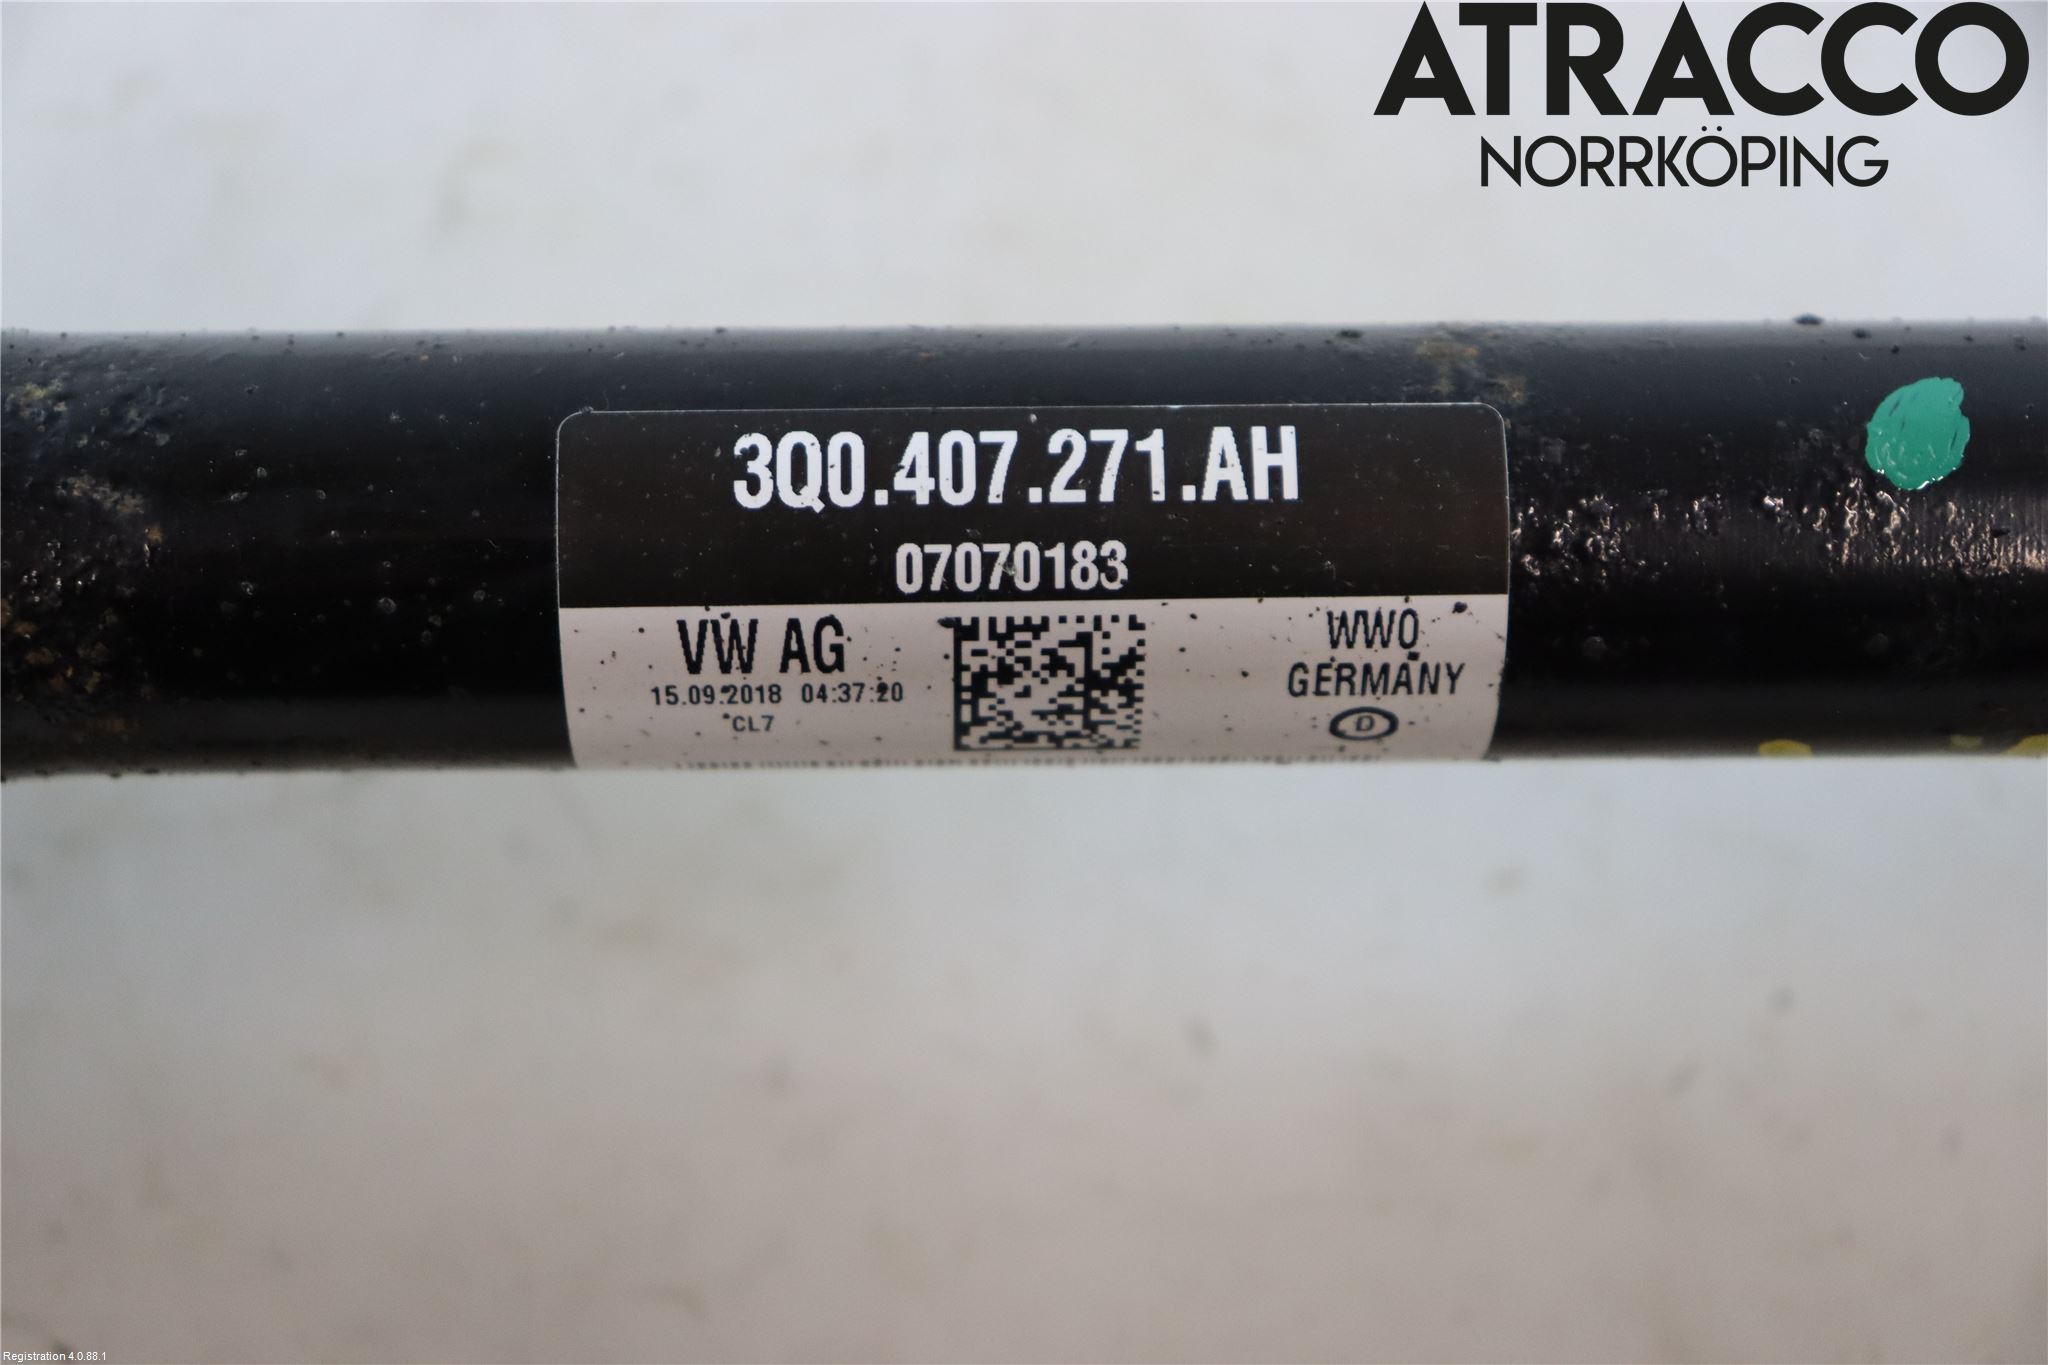 ATRACCO
NORRKÖPING
3Q0.407.271.AH
07070183
VW AG
15.09.2018 04:37:20
CL7
WWO
GERMANY
D
Registration 4.0.88.1